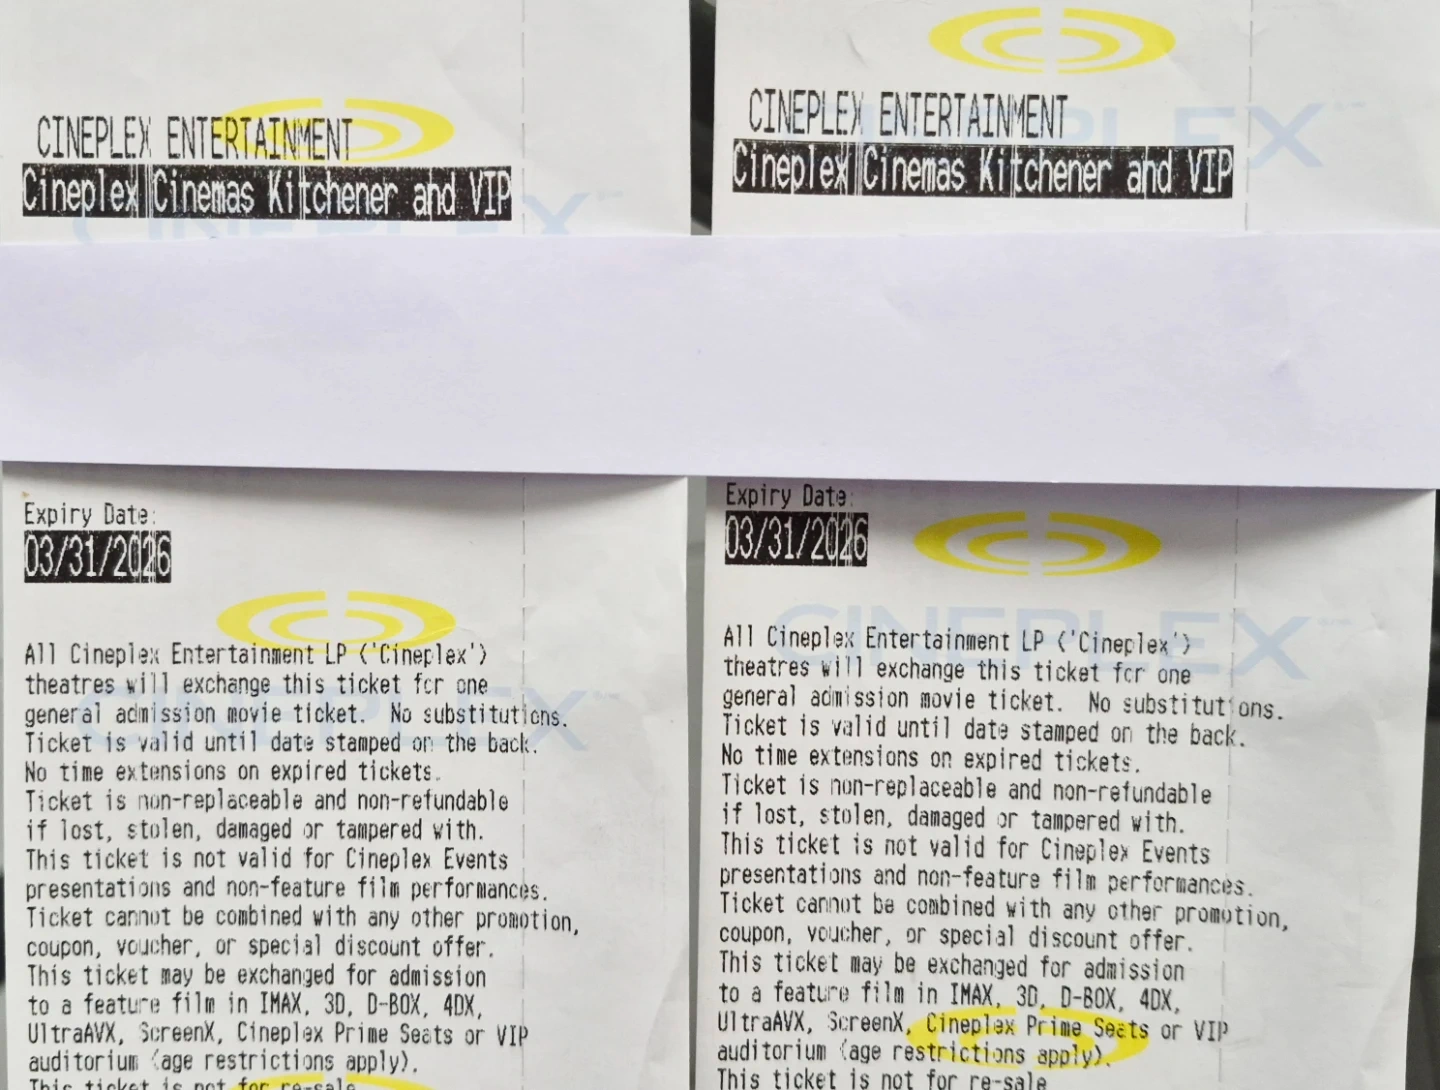 CINEPLEX ENTERTAINMENT
Cineplex Cinemas Kitchener and VIP
Expiry Date:
03/31/2026
CINEPLEX
All Cineplex Entertainment LP ('Cineplex')
theatres will exchange this ticket for one
general admission movie ticket. No substitutions.
Ticket is valid until date stamped on the back.
No time extensions on expired tickets.
Ticket is non-replaceable and non-refundable
if lost, stolen, damaged or tampered with.
This ticket is not valid for Cineplex Events
presentations and non-feature film performances.
Ticket cannot be combined with any other promotion,
coupon, voucher, or special discount offer.
This ticket may be exchanged for admission
to a feature film in IMAX, 3D, D-BOX, 4DX,
UltraAVX, ScreenX, Cineplex Prime Seats or VIP
auditorium (age restrictions apply).
This ticket is not for re-sale
CINEPLEX ENTERTAINMENT
CINEPLEX
Cineplex Cinemas Kitchener and VIP
Expiry Date:
03/31/2026
CINEPLEX
All Cineplex Entertainment LP ('Cineplex')
theatres will exchange this ticket for one
general admission movie ticket. No substitutions.
Ticket is valid until date stamped on the back.
No time extensions on expired tickets.
Ticket is non-replaceable and non-refundable
if lost, stolen, damaged or tampered with.
This ticket is not valid for Cineplex Events
presentations and non-feature film performances.
Ticket cannot be combined with any other promotion,
coupon, voucher, or special discount offer.
This ticket may be exchanged for admission
to a feature film in IMAX, 3D, D-BOX, 4DX,
UltraAVX, ScreenX, Cineplex Prime Seats or VIP
auditorium (age restrictions apply).
This ticket is not for re-sale